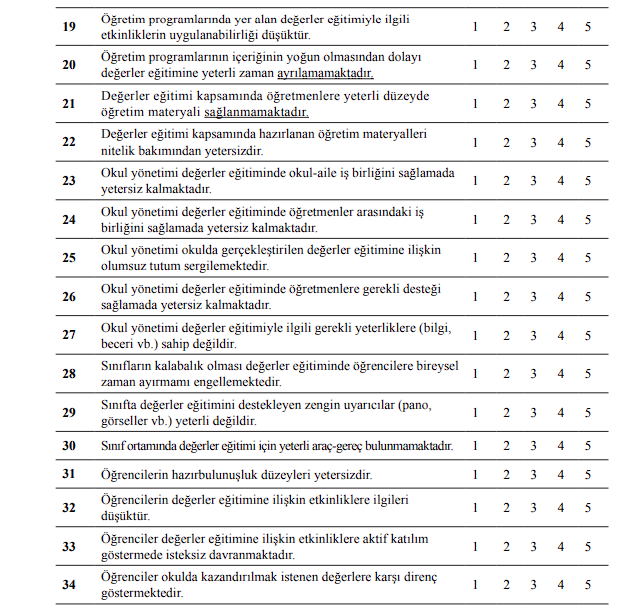 19 Öğretim programlarında yer alan değerler eğitimiyle ilgili 1 2 3 4 5
etkinliklerin uygulanabilirliği düşüktür.
20 Öğretim programlarının içeriğinin yoğun olmasından dolayı 1 2 3 4 5
değerler eğitimine yeterli zaman ayrılamamaktadır.
21 Değerler eğitimi kapsamında öğretmenlere yeterli düzeyde 1 2 3 4 5
öğretim materyali sağlanmamaktadır.
22 Değerler eğitimi kapsamında hazırlanan öğretim materyalleri 1 2 3 4 5
nitelik bakımından yetersizdir.
23 Okul yönetimi değerler eğitiminde okul-aile iş birliğini sağlamada 1 2 3 4 5
yetersiz kalmaktadır.
24 Okul yönetimi değerler eğitiminde öğretmenler arasındaki iş 1 2 3 4 5
birliğini sağlamada yetersiz kalmaktadır.
25 Okul yönetimi okulda gerçekleştirilen değerler eğitimine ilişkin 1 2 3 4 5
olumsuz tutum sergilemektedir.
26 Okul yönetimi değerler eğitiminde öğretmenlere gerekli desteği 1 2 3 4 5
sağlamada yetersiz kalmaktadır.
27 Okul yönetimi değerler eğitimiyle ilgili gerekli yeterliklere (bilgi, 1 2 3 4 5
beceri vb.) sahip değildir.
28 Sınıfların kalabalık olması değerler eğitiminde öğrencilere bireysel 1 2 3 4 5
zaman ayırmamı engellemektedir.
29 Sınıfta değerler eğitimini destekleyen zengin uyarıcılar (pano, 1 2 3 4 5
görseller vb.) yeterli değildir.
30 Sınıf ortamında değerler eğitimi için yeterli araç-gereç bulunmamaktadır. 1 2 3 4 5
31 Öğrencilerin hazırbulunuşluk düzeyleri yetersizdir. 1 2 3 4 5
32 Öğrencilerin değerler eğitimine ilişkin etkinliklere ilgileri 1 2 3 4 5
düşüktür.
33 Öğrenciler değerler eğitimine ilişkin etkinliklere aktif katılım 1 2 3 4 5
göstermede isteksiz davranmaktadır.
34 Öğrenciler okulda kazandırılmak istenen değerlere karşı direnç 1 2 3 4 5
göstermektedir.